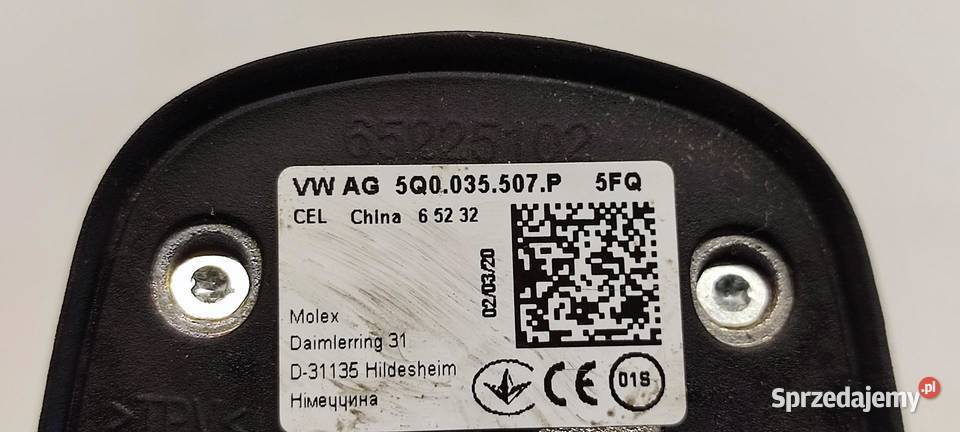 65225102
VW AG 5Q0.035.507.P 5FQ
CEL China 6 52 32
02/03/20
Molex
Daimlerring 31
D-31135 Hildesheim
Німеччина
CE
01S
Sprzedajemy.pl